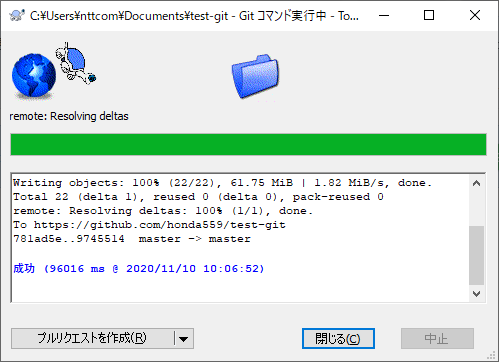 C:¥Users¥nttcom¥Documents¥test-git - Git コマンド実行中 - To...
remote: Resolving deltas
Writing objects: 100% (22/22), 61.75 MiB | 1.82 MiB/s, done.
Total 22 (delta 1), reused 0 (delta 0), pack-reused 0
remote: Resolving deltas: 100% (1/1), done.
To https://github.com/honda559/test-git
781ad5e..9745514  master -> master
成功 (96016 ms @ 2020/11/10 10:06:52)
プルリクエストを作成(R)
閉じる(C)
中止